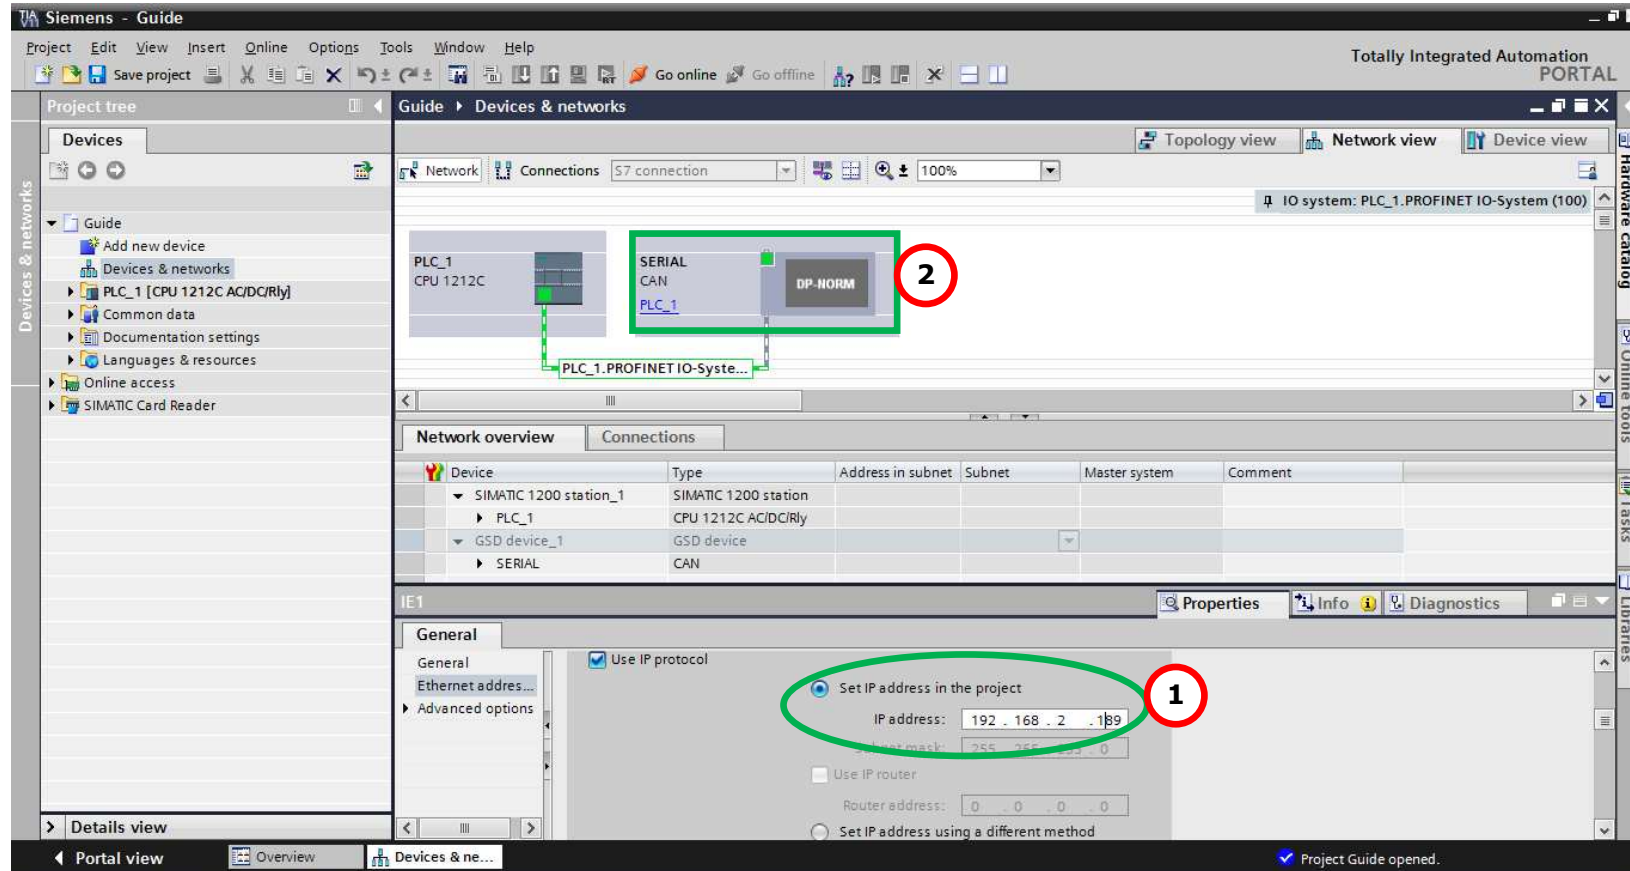 TIA V11 Siemens - Guide
Project Edit View Insert Online Options Tools Window Help
Totally Integrated Automation
PORTAL
Save project Go online Go offline
Project tree
Guide Devices & networks
Devices
Topology view Network view Device view
Network Connections S7 connection 100%
IO system: PLC_1.PROFINET IO-System (100)
Guide
Add new device
Devices & networks
PLC_1 [CPU 1212C AC/DC/Rly]
Common data
Documentation settings
Languages & resources
Online access
SIMATIC Card Reader
Devices & networks
PLC_1
CPU 1212C
SERIAL
CAN
PLC_1
DP-NORM
2
PLC_1.PROFINET IO-Syste...
Network overview Connections
Device Type Address in subnet Subnet Master system Comment
SIMATIC 1200 station_1 SIMATIC 1200 station
PLC_1 CPU 1212C AC/DC/Rly
GSD device_1 GSD device
SERIAL CAN
IE1
Properties Info Diagnostics
General
General
Ethernet addres...
Advanced options
Use IP protocol
Set IP address in the project
IP address: 192 . 168 . 2 . 189
Subnet mask: 255 . 255 . 255 . 0
Use IP router
Router address: 0 . 0 . 0 . 0
Set IP address using a different method
1
Hardware catalog
Online tools
Tasks
Libraries
Details view
Portal view Overview Devices & ne...
Project Guide opened.